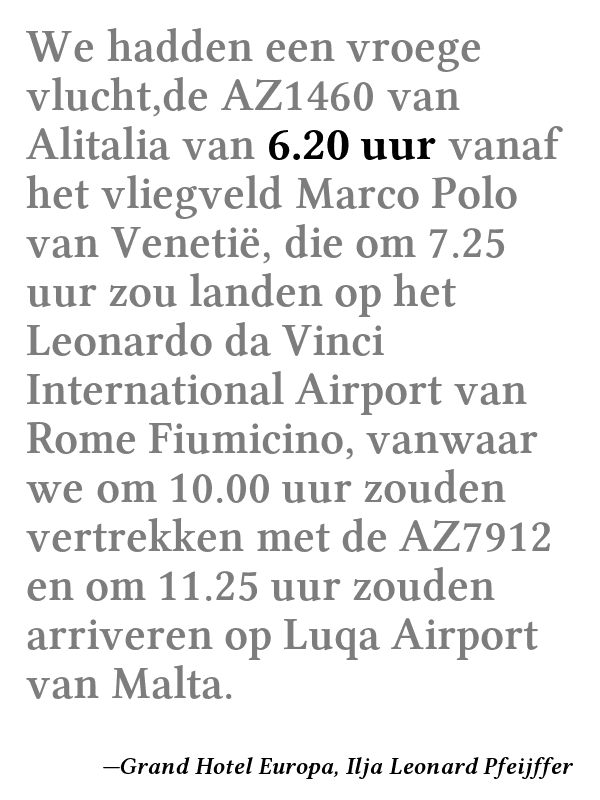 We hadden een vroege
vlucht,de AZ1460 van
Alitalia van 6.20 uur vanaf
het vliegveld Marco Polo
van Venetië, die om 7.25
uur zou landen op het
Leonardo da Vinci
International Airport van
Rome Fiumicino, vanwaar
we om 10.00 uur zouden
vertrekken met de AZ7912
en om 11.25 uur zouden
arriveren op Luqa Airport
van Malta.
—Grand Hotel Europa, Ilja Leonard Pfeijffer